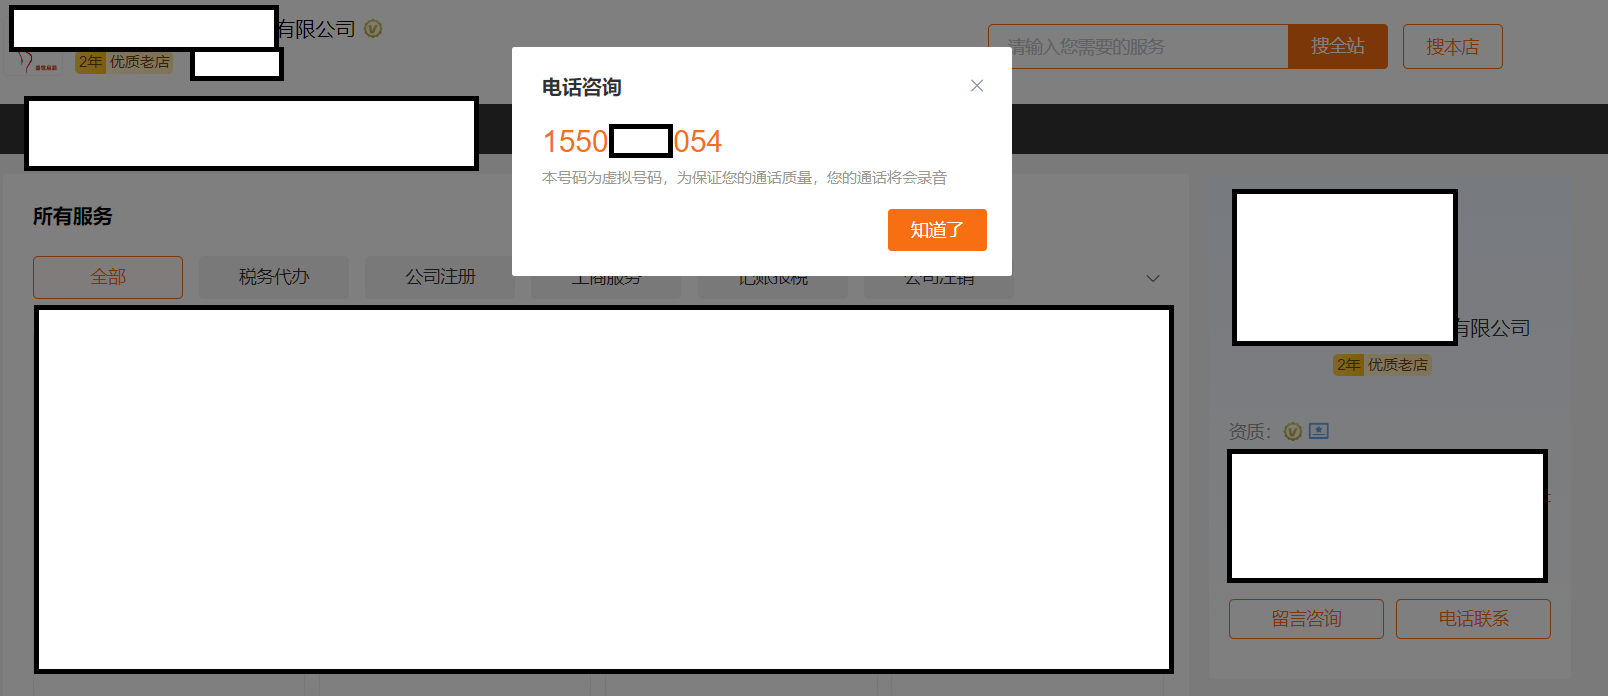 有限公司
2年 优质老店
请输入您需要的服务
搜全站
搜本店
电话咨询
1550
054
本号码为虚拟号码，为保证您的通话质量，您的通话将会录音
知道了
所有服务
全部
税务代办
公司注册
工商服务
记账报税
公司注销
有限公司
2年 优质老店
资质：
留言咨询
电话联系